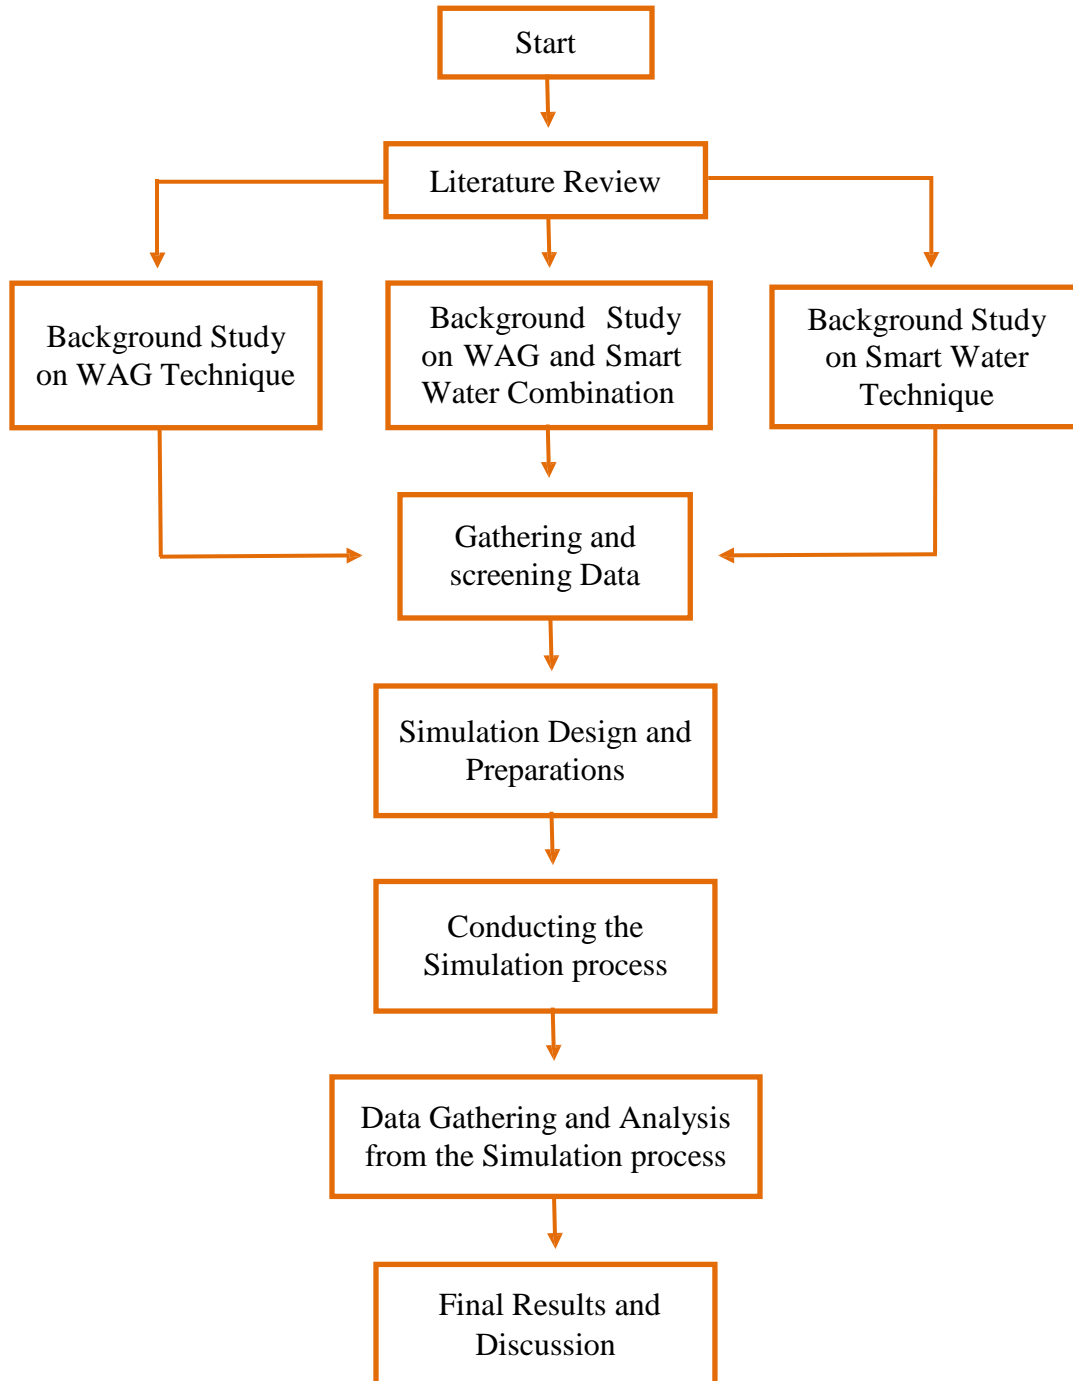 Start
Literature Review
Background Study
on WAG Technique
Background Study
on WAG and Smart
Water Combination
Background Study
on Smart Water
Technique
Gathering and
screening Data
Simulation Design and
Preparations
Conducting the
Simulation process
Data Gathering and Analysis
from the Simulation process
Final Results and
Discussion